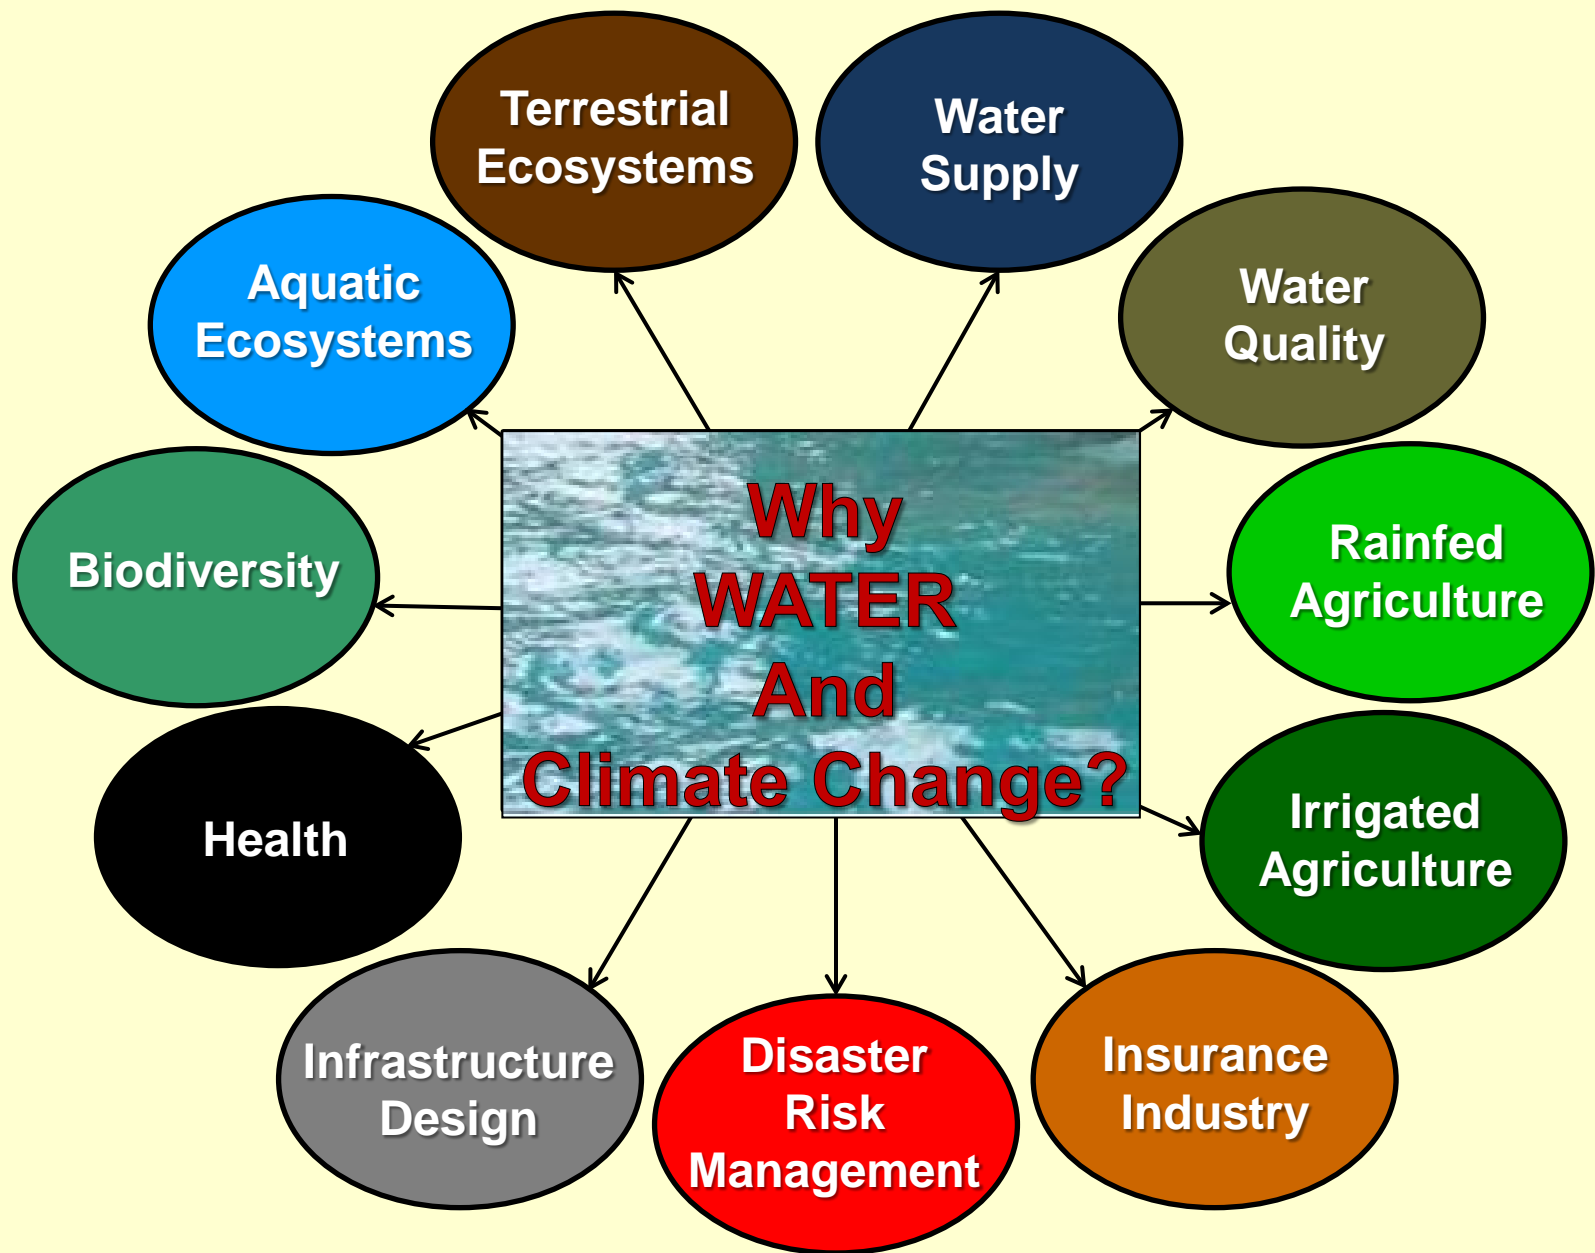 Terrestrial
Ecosystems
Water
Supply
Aquatic
Ecosystems
Water
Quality
Why
WATER
And
Climate Change?
Biodiversity
Rainfed
Agriculture
Health
Irrigated
Agriculture
Infrastructure
Design
Disaster
Risk
Management
Insurance
Industry